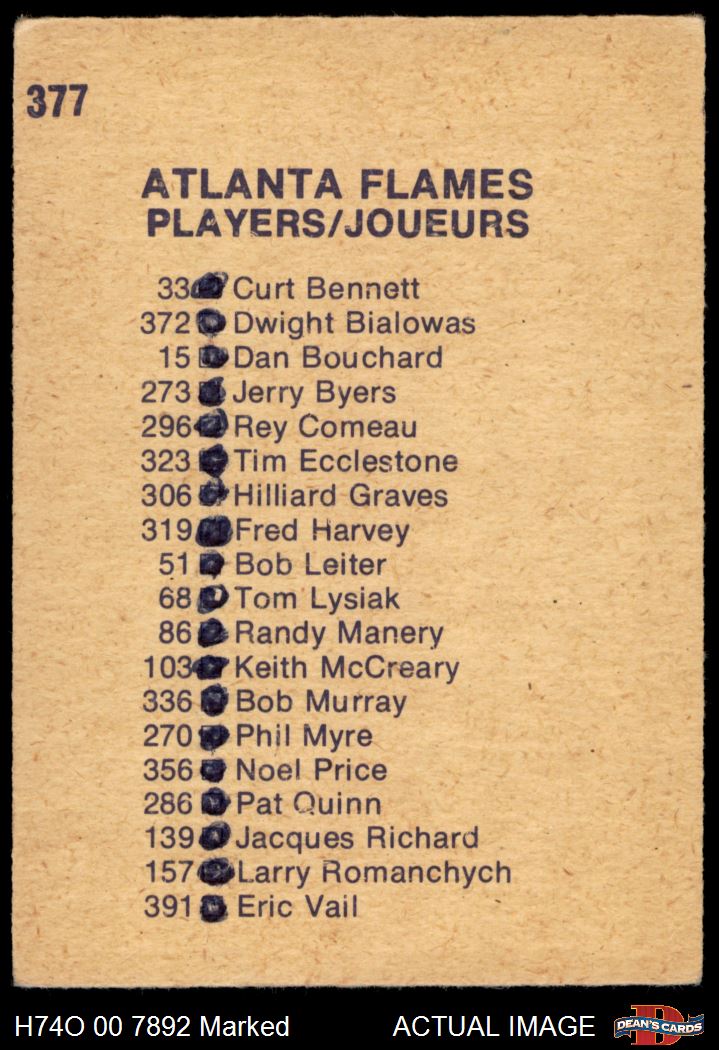 377
ATLANTA FLAMES
PLAYERS/JOUEURS
33 Curt Bennett
372 Dwight Bialowas
15 Dan Bouchard
273 Jerry Byers
296 Rey Comeau
323 Tim Ecclestone
306 Hilliard Graves
319 Fred Harvey
51 Bob Leiter
68 Tom Lysiak
86 Randy Manery
103 Keith McCreary
336 Bob Murray
270 Phil Myre
356 Noel Price
286 Pat Quinn
139 Jacques Richard
157 Larry Romanchych
391 Eric Vail
H74O 00 7892 Marked ACTUAL IMAGE D DEAN'S CARDS